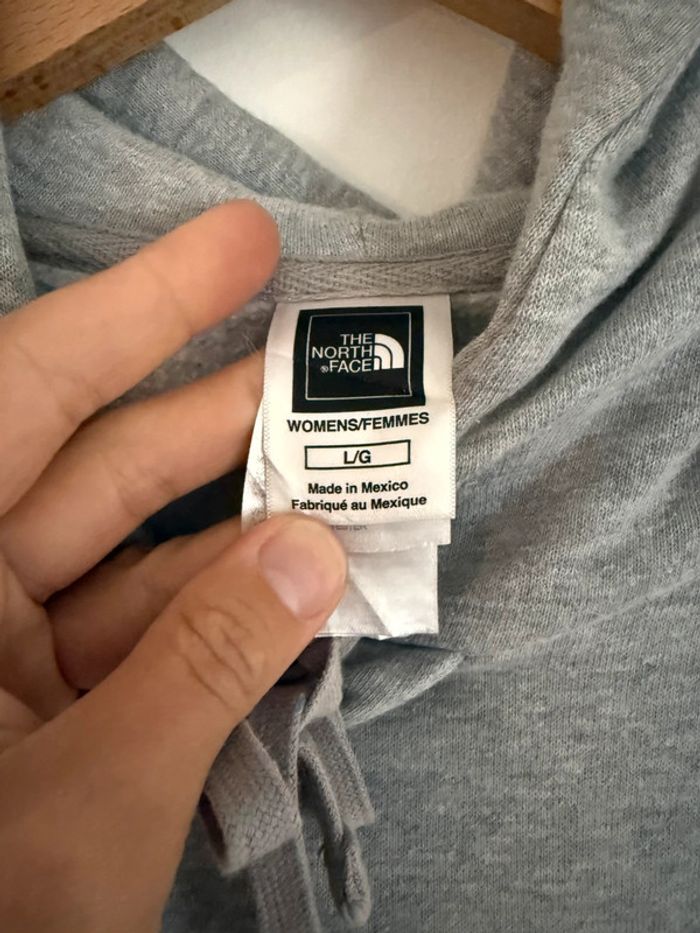 THE
NORTH
®FACE
WOMENS/FEMMES
L/G
Made in Mexico
Fabriqué au Mexique